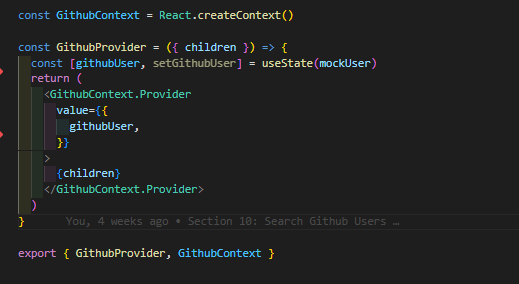 const GithubContext = React.createContext()
const GithubProvider = ({ children }) => {
const [githubUser, setGithubUser] = useState(mockUser)
return (
<GithubContext.Provider
value={{
githubUser,
}}
>
{children}
</GithubContext.Provider>
)
}
You, 4 weeks ago • Section 10: Search Github Users …
export { GithubProvider, GithubContext }